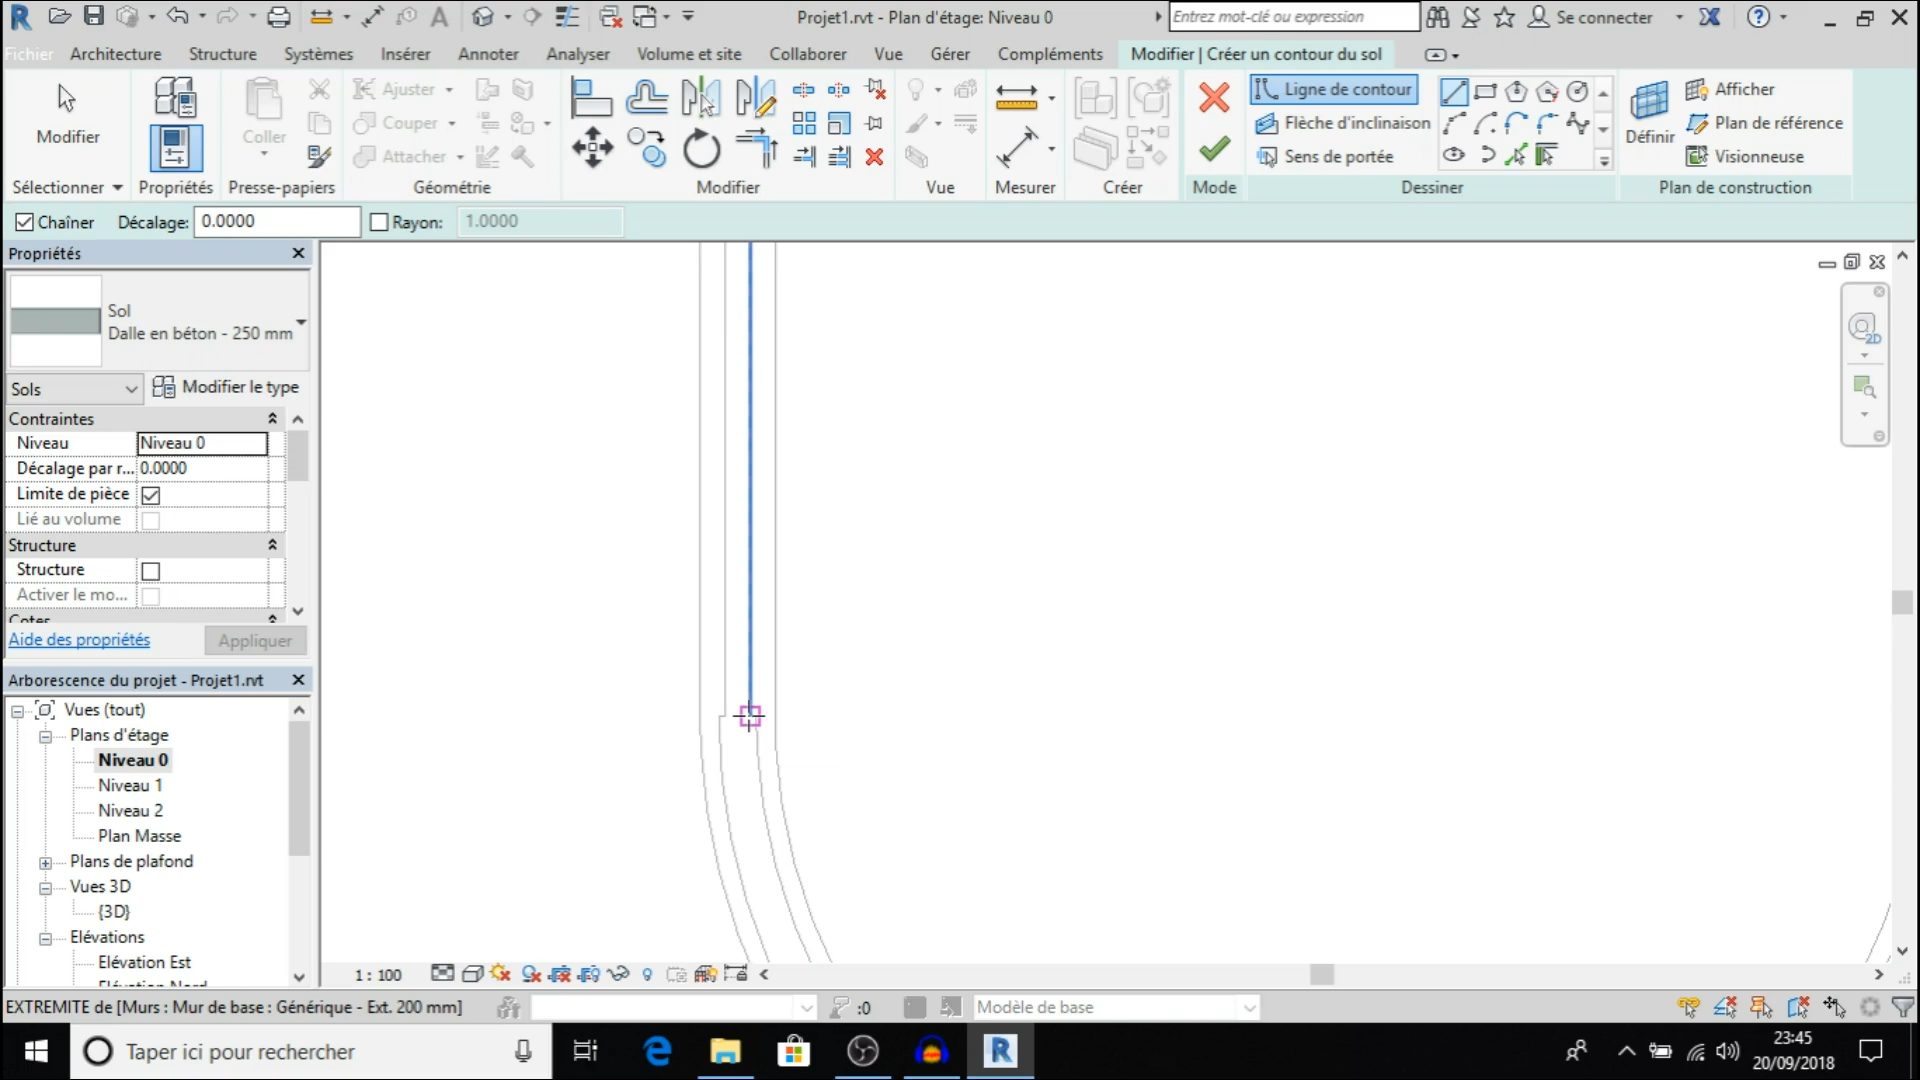 Projet1.rvt - Plan d'étage: Niveau 0
Entrez mot-clé ou expression
Se connecter
Fichier Architecture Structure Systèmes Insérer Annoter Analyser Volume et site Collaborer Vue Gérer Compléments Modifier | Créer un contour du sol
Modifier
Coller
Ajuster
Couper
Attacher
Ligne de contour
Flèche d'inclinaison
Sens de portée
Définir
Afficher
Plan de référence
Visionneuse
Sélectionner Propriétés Presse-papiers Géométrie Modifier Vue Mesurer Créer Mode Dessiner Plan de construction
Chaîner Décalage: 0.0000 Rayon: 1.0000
Propriétés
Sol
Dalle en béton - 250 mm
Sols Modifier le type
Contraintes
Niveau Niveau 0
Décalage par r... 0.0000
Limite de pièce
Lié au volume
Structure
Structure
Activer le mo...
Cotes
Aide des propriétés Appliquer
Arborescence du projet - Projet1.rvt
Vues (tout)
Plans d'étage
Niveau 0
Niveau 1
Niveau 2
Plan Masse
Plans de plafond
Vues 3D
{3D}
Elévations
Elévation Est
Elévation Nord
2D
1 : 100
EXTREMITE de [Murs : Mur de base : Générique - Ext. 200 mm]
:0
Modèle de base
Taper ici pour rechercher
23:45
20/09/2018